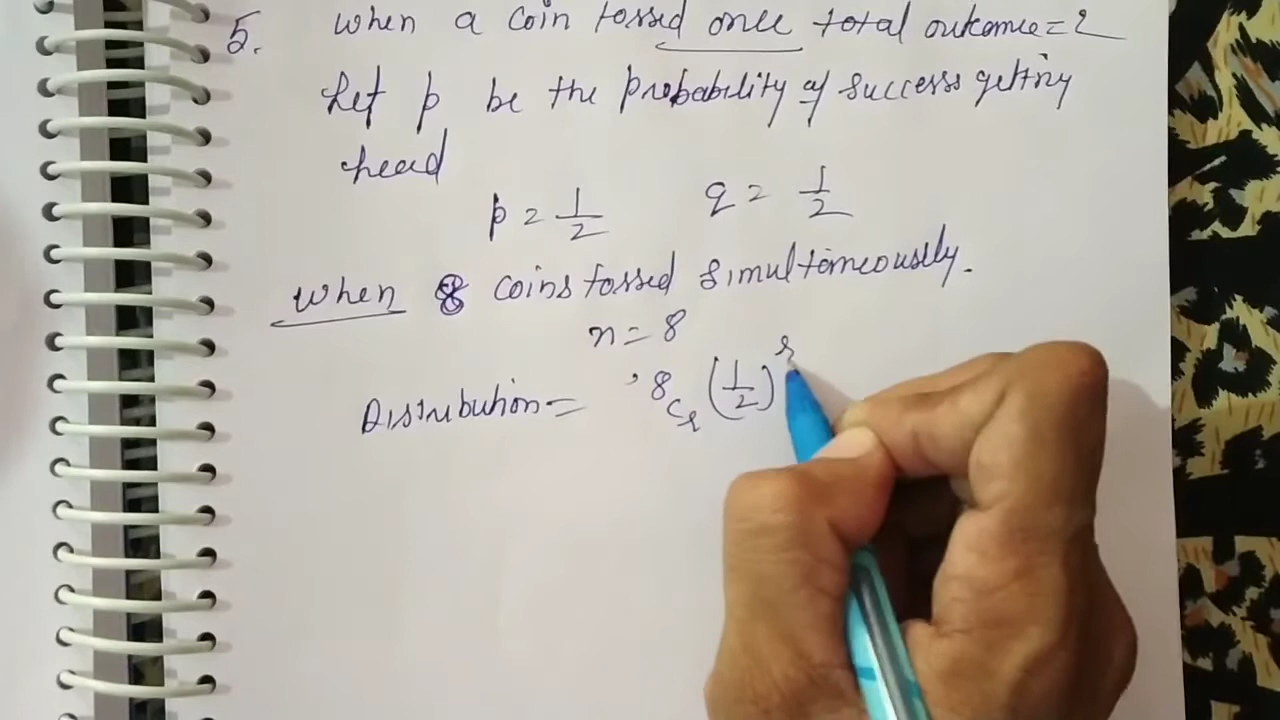 5. When a coin tossed once total outcome = 2
Let p be the probability of success getting
head
p = 1/2 q = 1/2
When 8 coins tossed simultaneously.
n = 8
Distribution = ⁸Cᵣ (1/2)ʳ